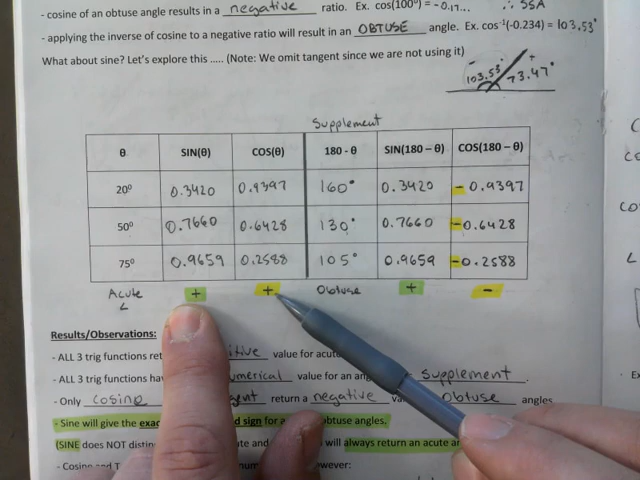 - cosine of an obtuse angle results in a negative ratio. Ex. cos(100⁰) = -0.17... ∴ SSA
- applying the inverse of cosine to a negative ratio will result in an OBTUSE angle. Ex. cos⁻¹(-0.234) = 103.53°
What about sine? Let's explore this ..... (Note: We omit tangent since we are not using it)
- +
103.53° 73.47°
Supplement
θ SIN(θ) COS(θ) 180 - θ SIN(180 – θ) COS(180 – θ)
20⁰ 0.3420 0.9397 160° 0.3420 -0.9397
50⁰ 0.7660 0.6428 130° 0.7660 -0.6428
75⁰ 0.9659 0.2588 105° 0.9659 -0.2588
Acute ∠ + + Obtuse + -
Results/Observations:
- ALL 3 trig functions value for
- ALL 3 trig functions value for an supplement.
- Only cosine return a negative obtuse angles
- Sine will give the sign for obtuse angles.
(SINE does NOT and will always return an acute
- Cosine and however: